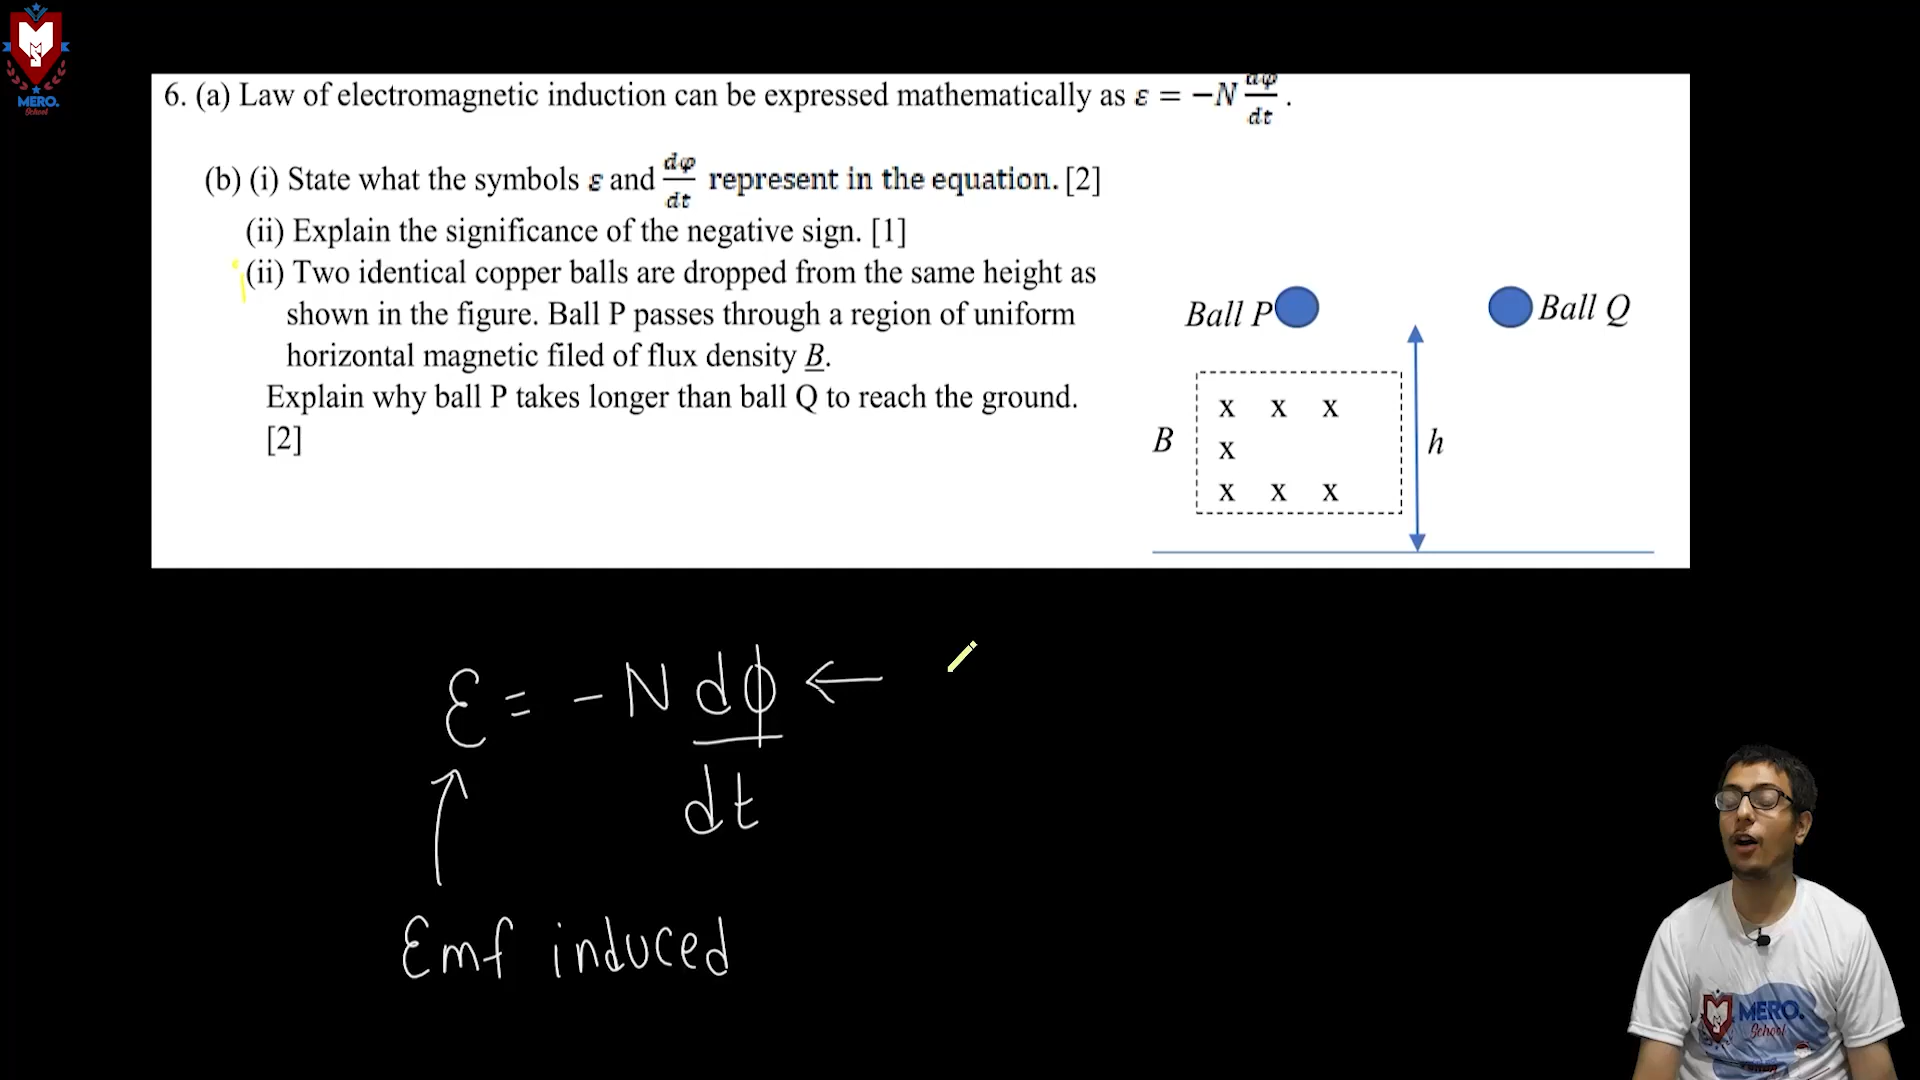 MERO.
School
6. (a) Law of electromagnetic induction can be expressed mathematically as ε = −N dφ/dt .
(b) (i) State what the symbols ε and dφ/dt represent in the equation. [2]
(ii) Explain the significance of the negative sign. [1]
(ii) Two identical copper balls are dropped from the same height as
shown in the figure. Ball P passes through a region of uniform
horizontal magnetic filed of flux density B.
Explain why ball P takes longer than ball Q to reach the ground.
[2]
Ball P
Ball Q
x x x
B x h
x x x
ε = − N dϕ ←
dt
Emf induced
MERO.
School